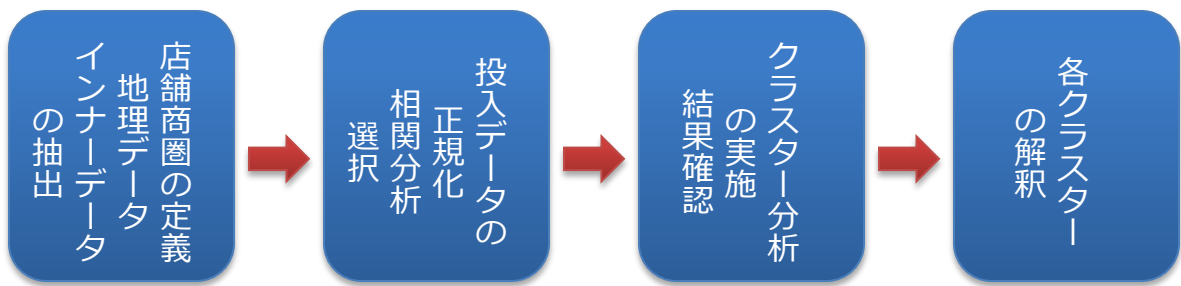 店舗商圏の定義
地理データ
インナーデータ
の抽出
投入データの
正規化
相関分析
選択
クラスター分析
の実施
結果確認
各クラスター
の解釈